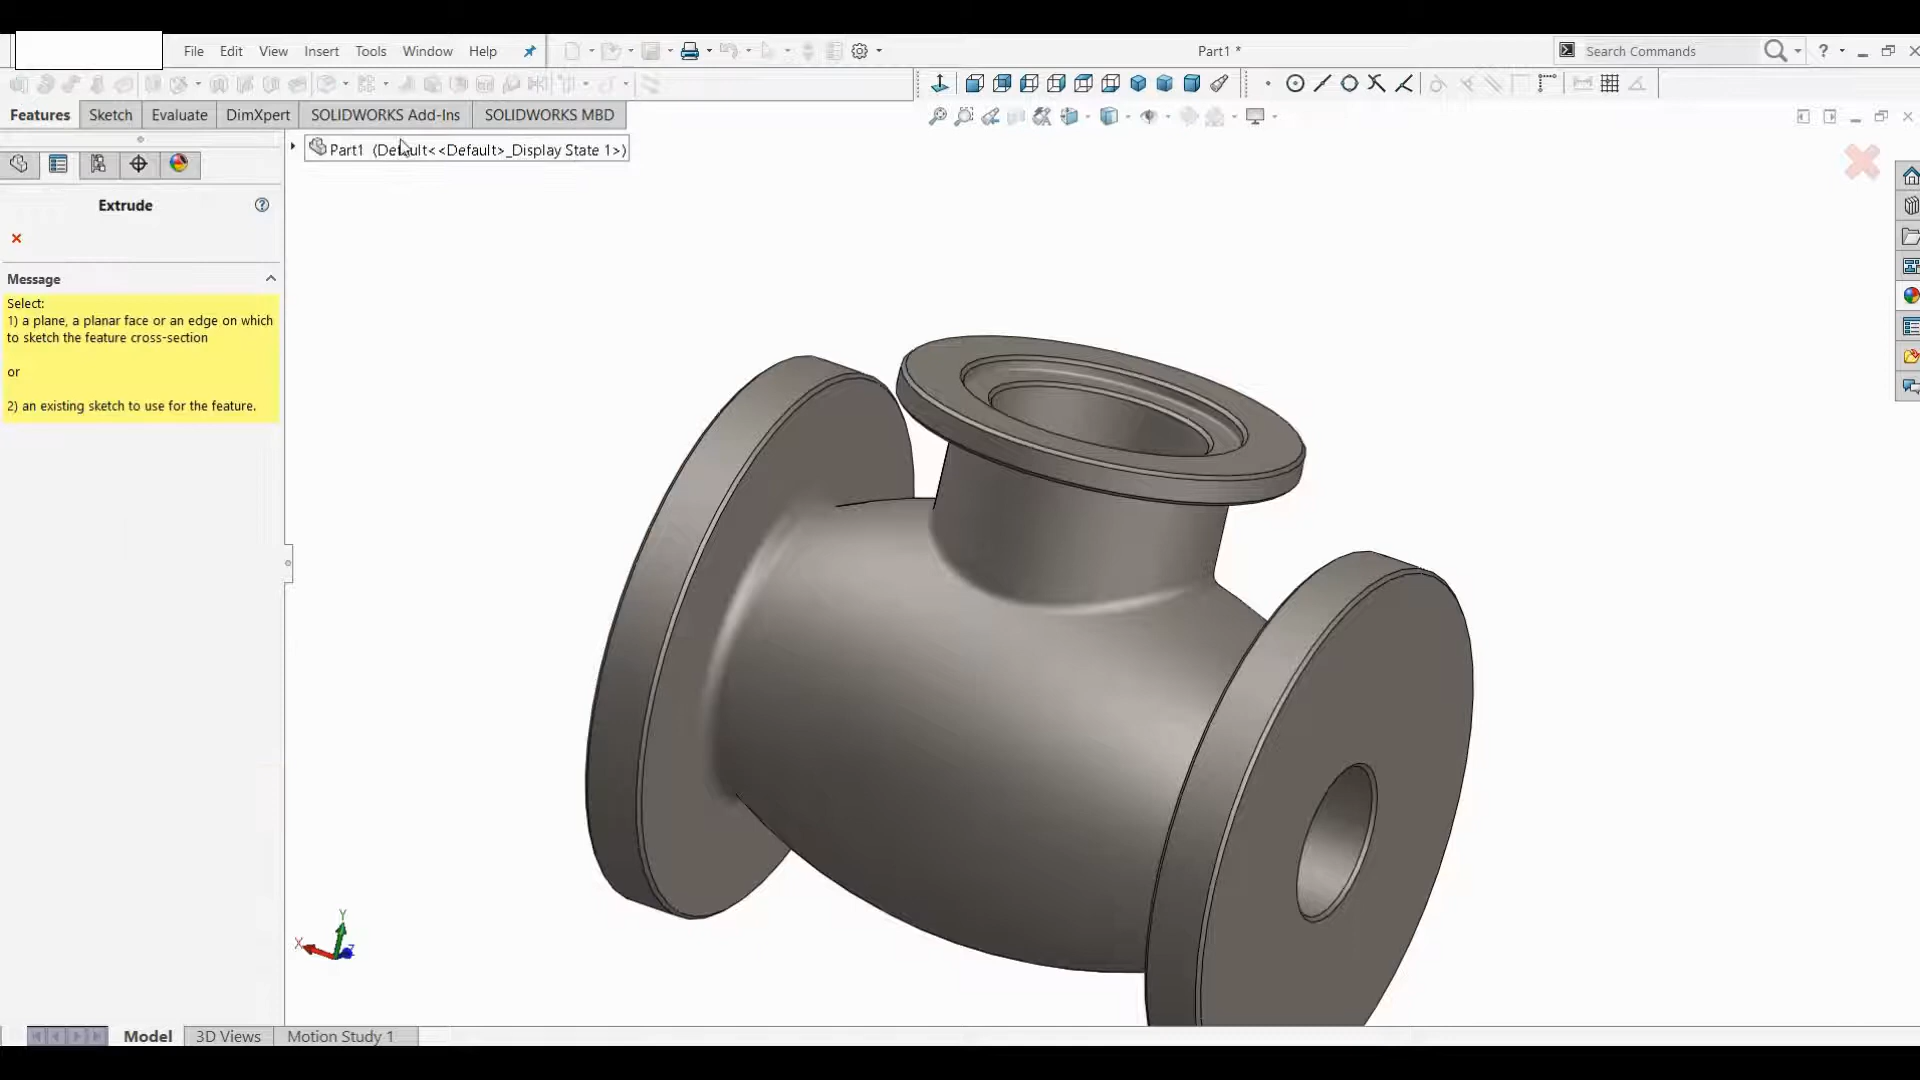 File Edit View Insert Tools Window Help Part1 * Search Commands ?
Features Sketch Evaluate DimXpert SOLIDWORKS Add-Ins SOLIDWORKS MBD
Part1 (Default<<Default>_Display State 1>)
Extrude ?
Message
Select:
1) a plane, a planar face or an edge on which
to sketch the feature cross-section
or
2) an existing sketch to use for the feature.
Y
X Z
Model 3D Views Motion Study 1